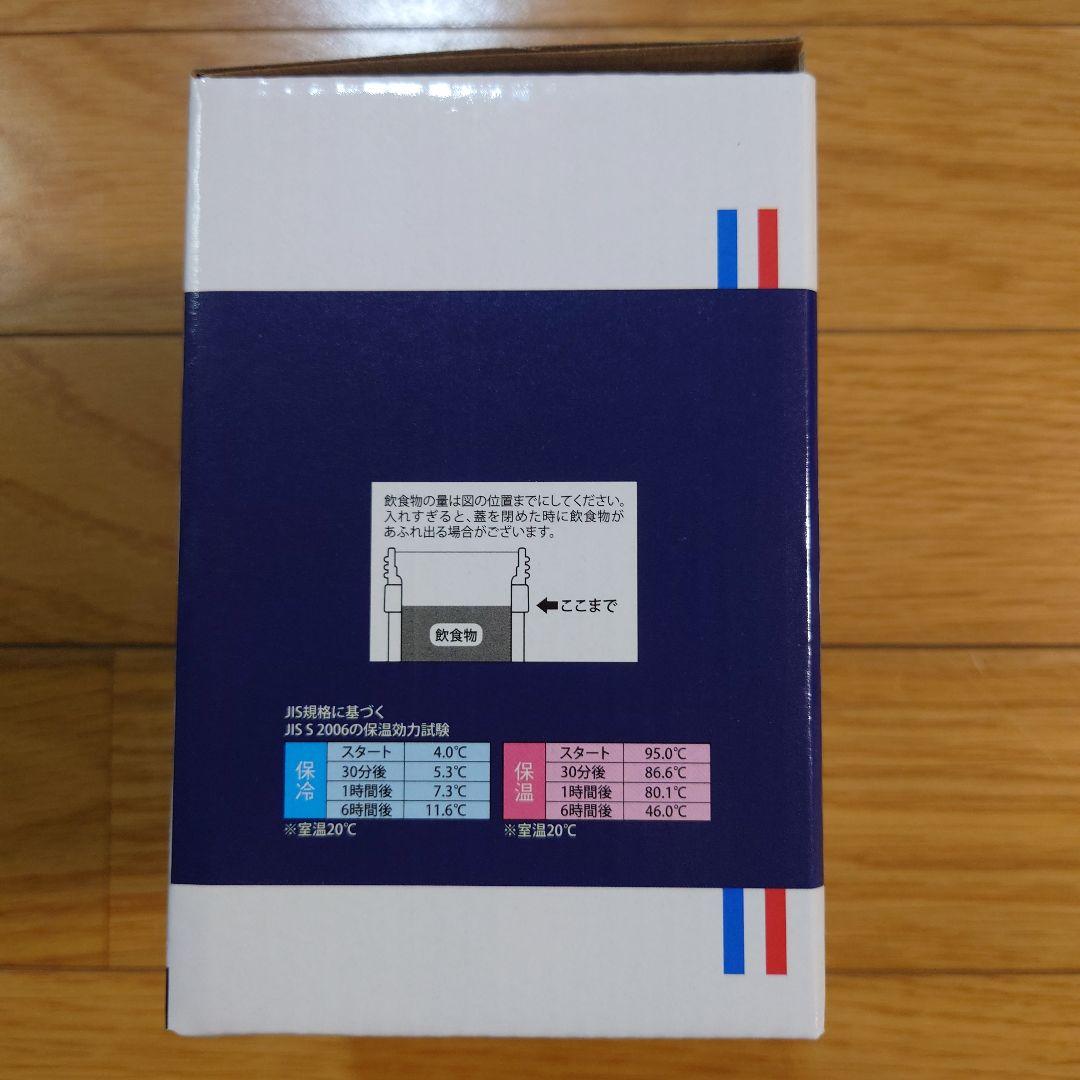 飲食物の量は図の位置までにしてください。
入れすぎると、蓋を閉めた時に飲食物が
あふれ出る場合がございます。
ここまで
飲食物
JIS規格に基づく
JIS S 2006の保温効力試験
保冷
スタート 4.0℃
30分後 5.3℃
1時間後 7.3℃
6時間後 11.6℃
※室温20℃
保温
スタート 95.0℃
30分後 86.6℃
1時間後 80.1℃
6時間後 46.0℃
※室温20℃